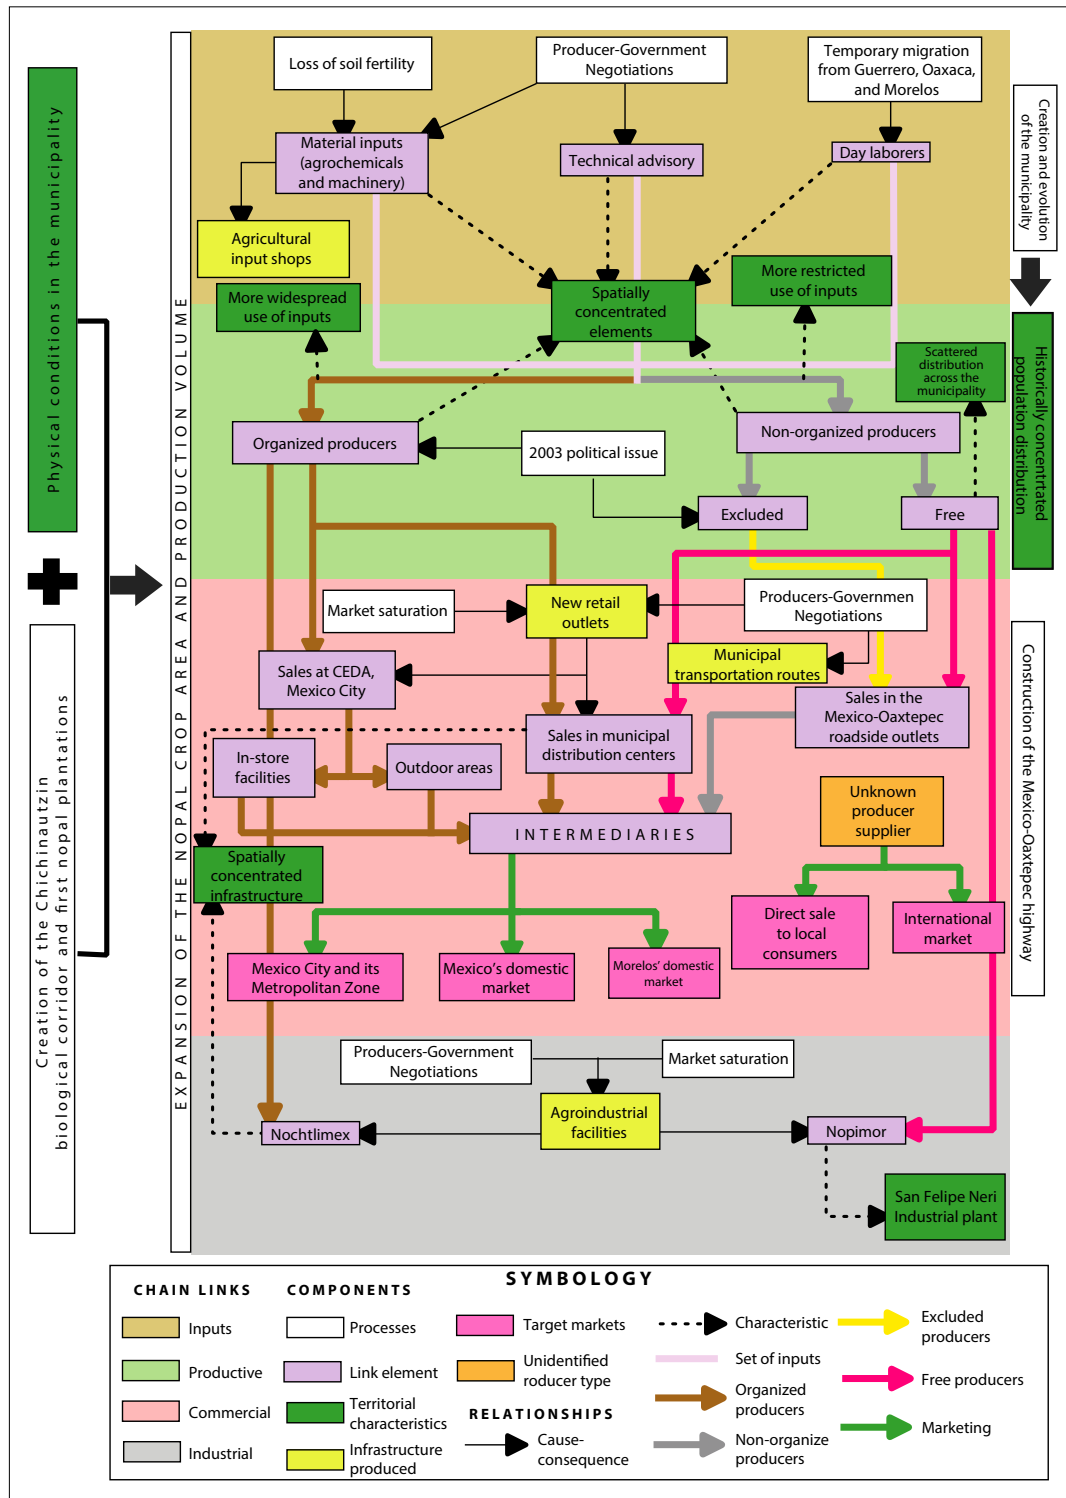 Physical conditions in the municipality
Creation of the Chichinautzin
biological corridor and first nopal plantations
EXPANSION OF THE NOPAL CROP AREA AND PRODUCTION VOLUME
Loss of soil fertility
Producer-Government
Negotiations
Temporary migration
from Guerrero, Oaxaca,
and Morelos
Material inputs
(agrochemicals
and machinery)
Technical advisory
Day laborers
Agricultural
input shops
More widespread
use of inputs
Spatially
concentrated
elements
More restricted
use of inputs
Scattered
distribution
across the
municipality
Organized producers
2003 political issue
Non-organized producers
Excluded
Free
Market saturation
New retail
outlets
Producers-Governmen
Negotiations
Municipal
transportation routes
Sales at CEDA,
Mexico City
Sales in municipal
distribution centers
Sales in the
Mexico-Oaxtepec
roadside outlets
In-store
facilities
Outdoor areas
Unknown
producer
supplier
INTERMEDIARIES
Spatially
concentrated
infrastructure
Direct sale
to local
consumers
International
market
Mexico City and its
Metropolitan Zone
Mexico's domestic
market
Morelos' domestic
market
Producers-Government
Negotiations
Market saturation
Agroindustrial
facilities
Nochtlimex
Nopimor
San Felipe Neri
Industrial plant
Creation and evolution
of the municipality
Historically concentrtated
population distribution
Construction of the Mexico-Oaxtepec highway
SYMBOLOGY
CHAIN LINKS
Inputs
Productive
Commercial
Industrial
COMPONENTS
Processes
Link element
Territorial
characteristics
Infrastructure
produced
Target markets
Unidentified
roducer type
RELATIONSHIPS
Cause-
consequence
Characteristic
Set of inputs
Organized
producers
Non-organize
producers
Excluded
producers
Free producers
Marketing